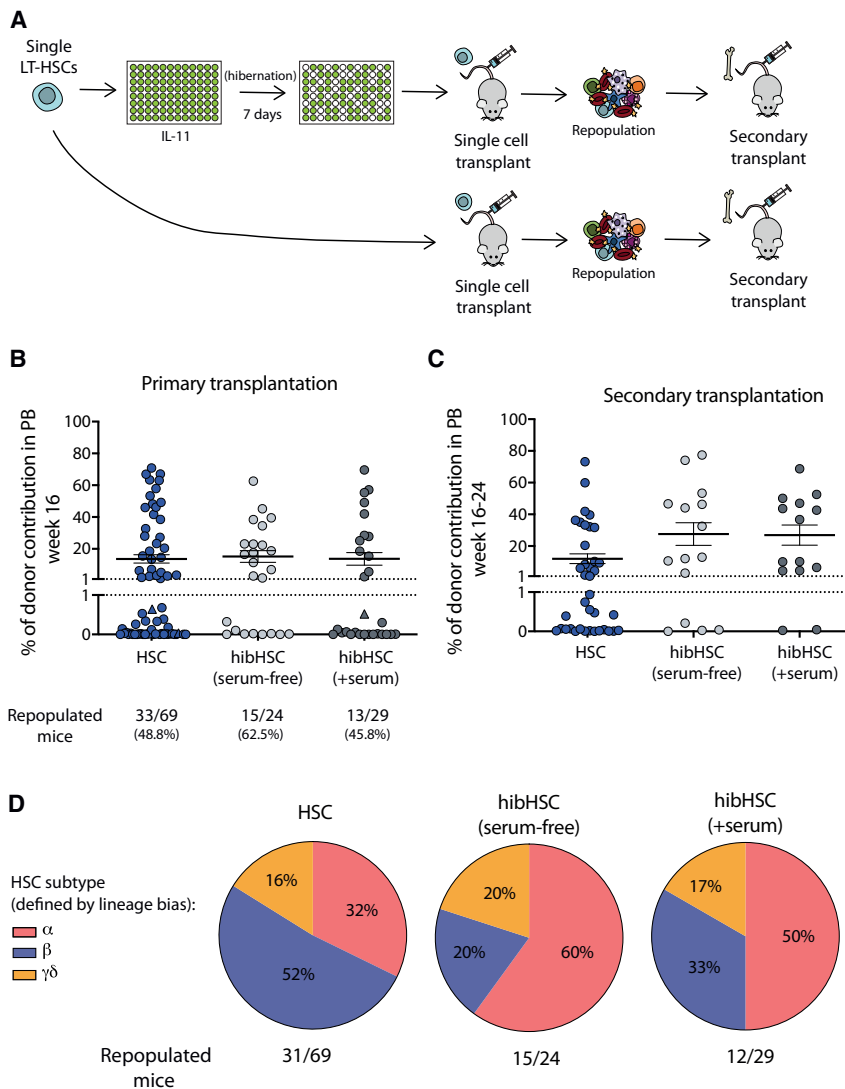 A
Single
LT-HSCs
(hibernation)
7 days
IL-11
Single cell
transplant
Repopulation
Secondary
transplant
Single cell
transplant
Repopulation
Secondary
transplant
B
Primary transplantation
% of donor contribution in PB
week 16
100
80
60
40
20
1
1
0
HSC
hibHSC
(serum-free)
hibHSC
(+serum)
Repopulated
mice
33/69
(48.8%)
15/24
(62.5%)
13/29
(45.8%)
C
Secondary transplantation
% of donor contribution in PB
week 16-24
100
80
60
40
20
1
1
0
HSC
hibHSC
(serum-free)
hibHSC
(+serum)
D
HSC subtype
(defined by lineage bias):
α
β
γδ
HSC
16%
32%
52%
hibHSC
(serum-free)
20%
20%
60%
hibHSC
(+serum)
17%
33%
50%
Repopulated
mice
31/69
15/24
12/29